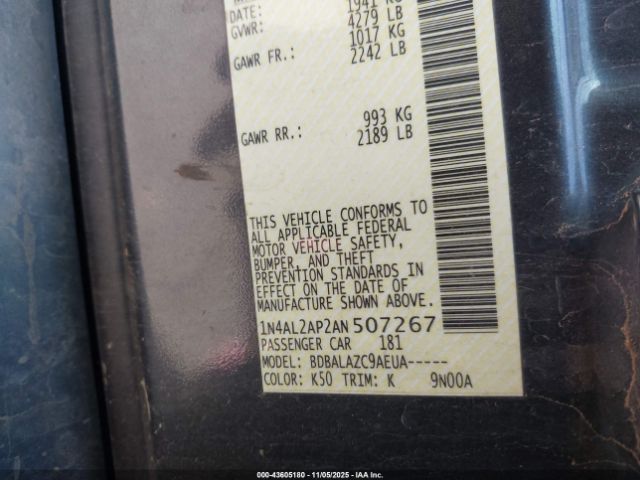 DATE: 1941 KG
GVWR: 4279 LB
1017 KG
GAWR FR.: 2242 LB
993 KG
GAWR RR.: 2189 LB
THIS VEHICLE CONFORMS TO
ALL APPLICABLE FEDERAL
MOTOR VEHICLE SAFETY,
BUMPER, AND THEFT
PREVENTION STANDARDS IN
EFFECT ON THE DATE OF
MANUFACTURE SHOWN ABOVE.
1N4AL2AP2AN507267
PASSENGER CAR 181
MODEL: BDBALAZC9AEUA-----
COLOR: K50 TRIM: K 9N00A
000-43605180 - 11/05/2025 - IAA Inc.